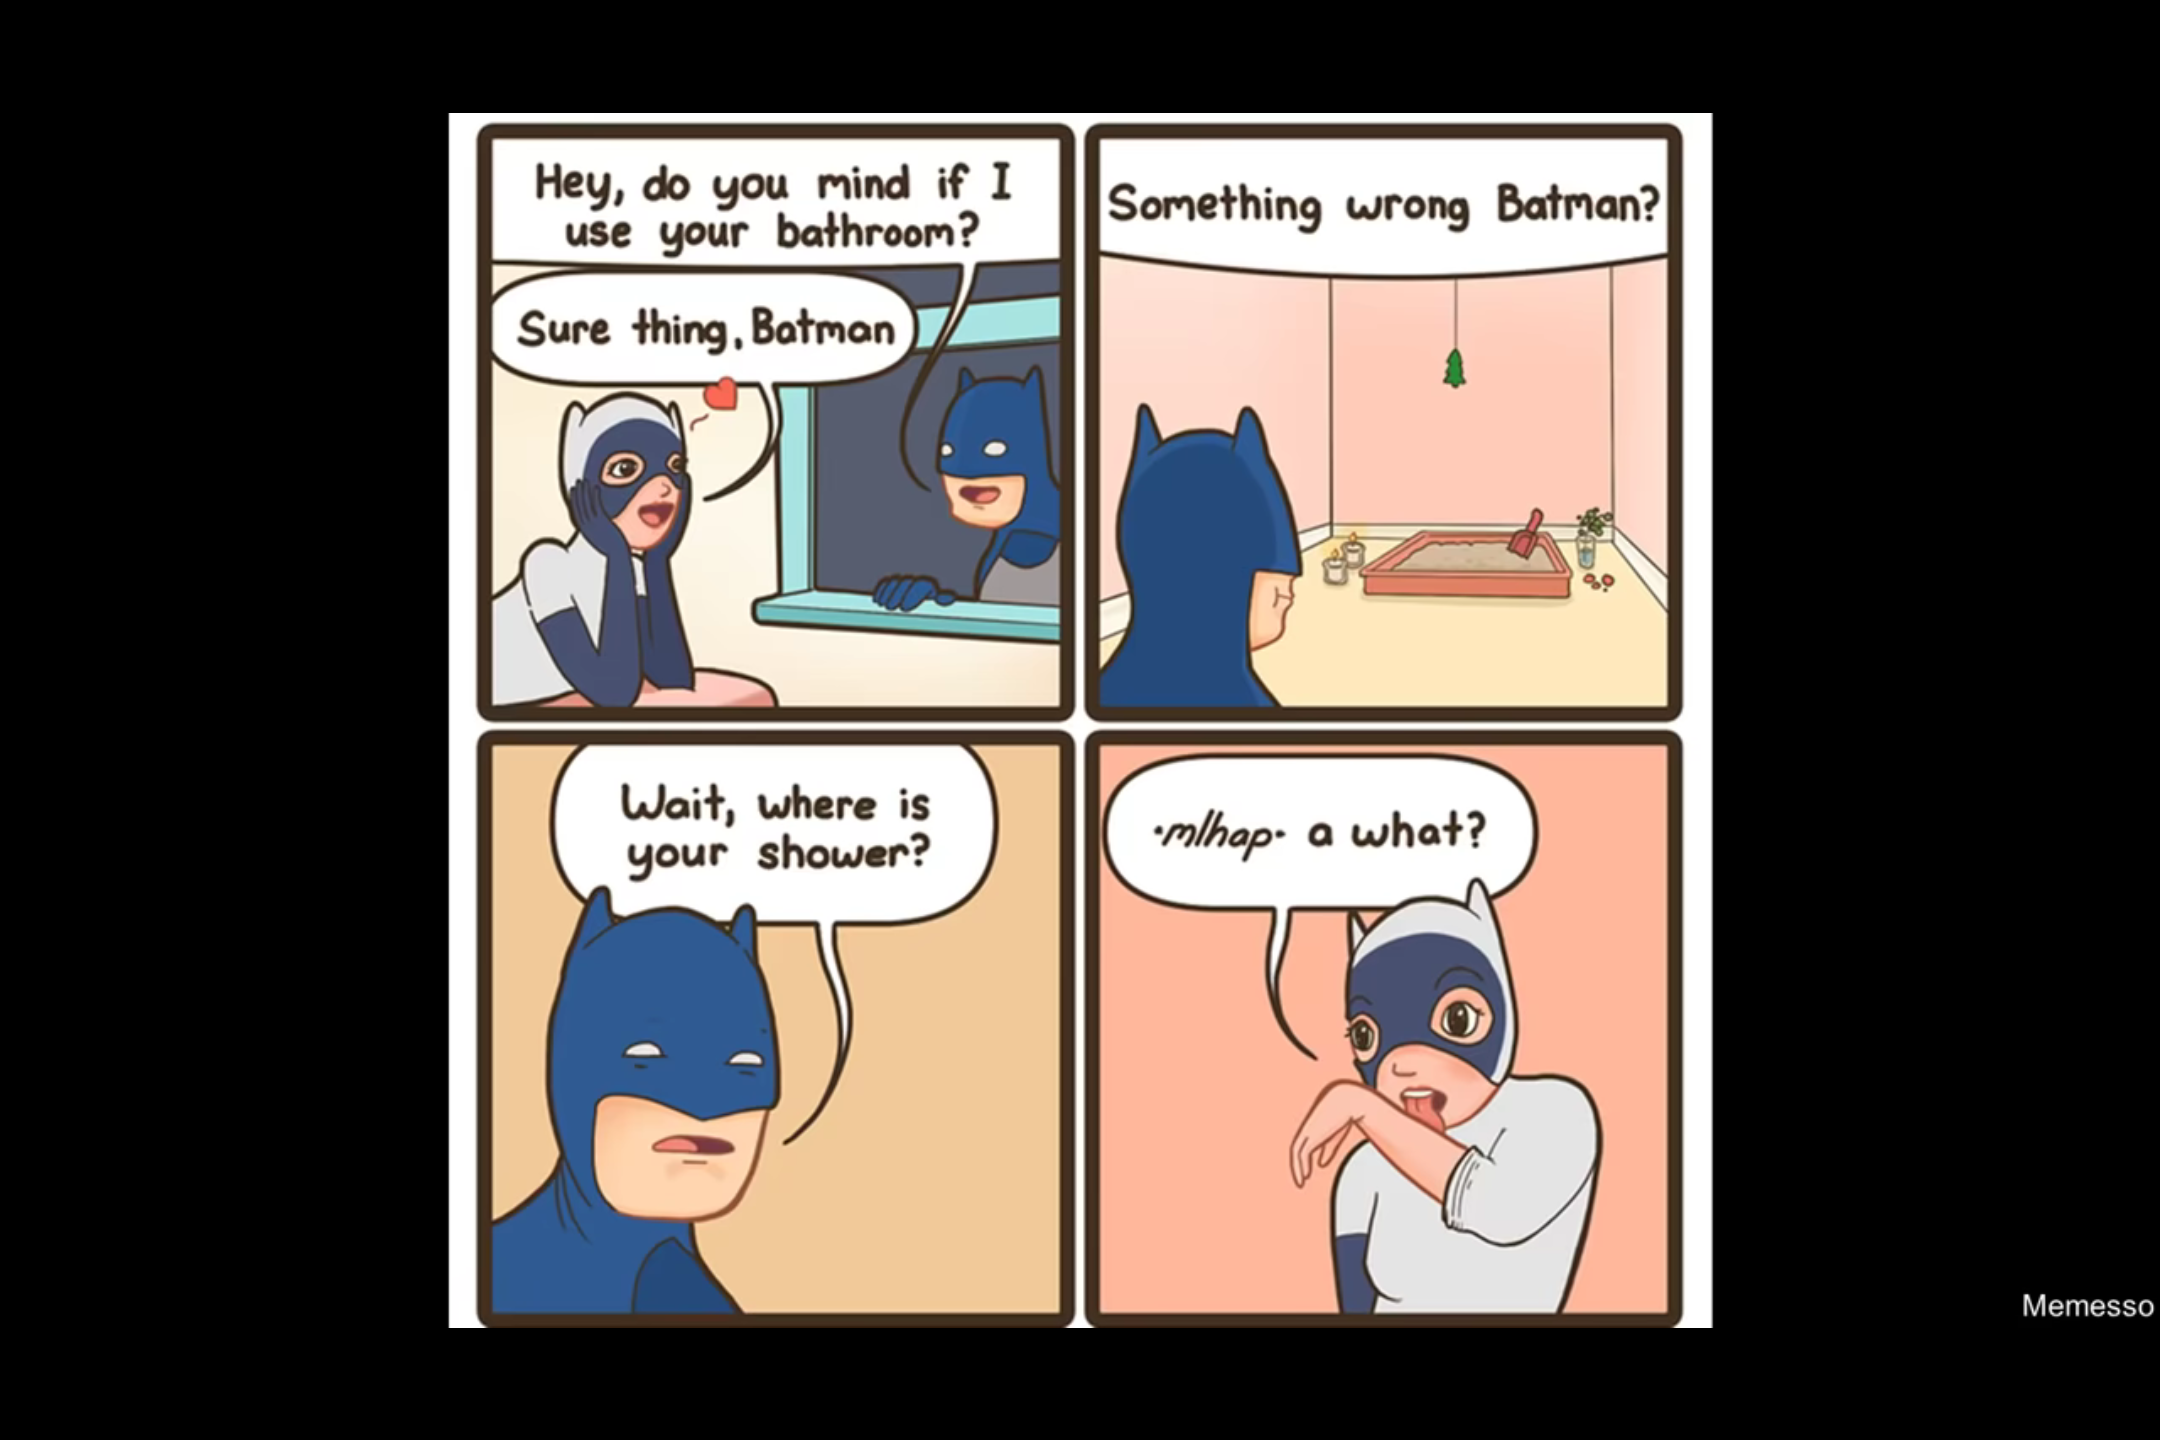 Hey, do you mind if I
use your bathroom?
Sure thing, Batman
Something wrong Batman?
Wait, where is
your shower?
·mlhap· a what?
Memesso